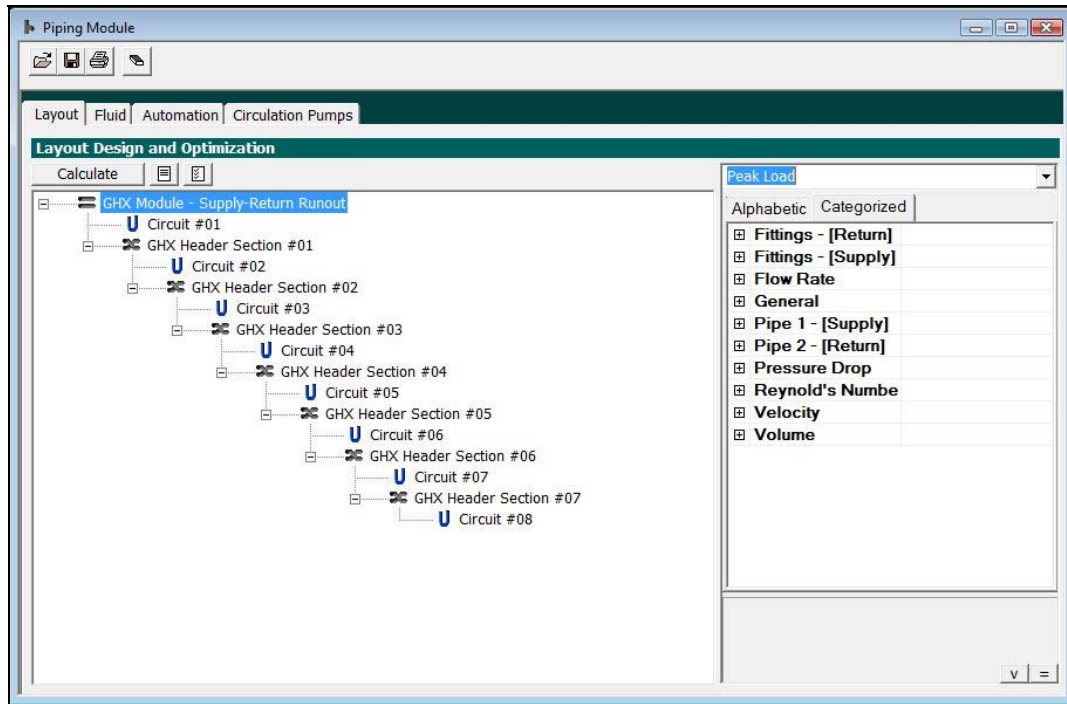 Piping Module
Layout Fluid Automation Circulation Pumps
Layout Design and Optimization
Calculate
GHX Module - Supply-Return Runout
Circuit #01
GHX Header Section #01
Circuit #02
GHX Header Section #02
Circuit #03
GHX Header Section #03
Circuit #04
GHX Header Section #04
Circuit #05
GHX Header Section #05
Circuit #06
GHX Header Section #06
Circuit #07
GHX Header Section #07
Circuit #08
Peak Load
Alphabetic Categorized
Fittings - [Return]
Fittings - [Supply]
Flow Rate
General
Pipe 1 - [Supply]
Pipe 2 - [Return]
Pressure Drop
Reynold's Numbe
Velocity
Volume
v =